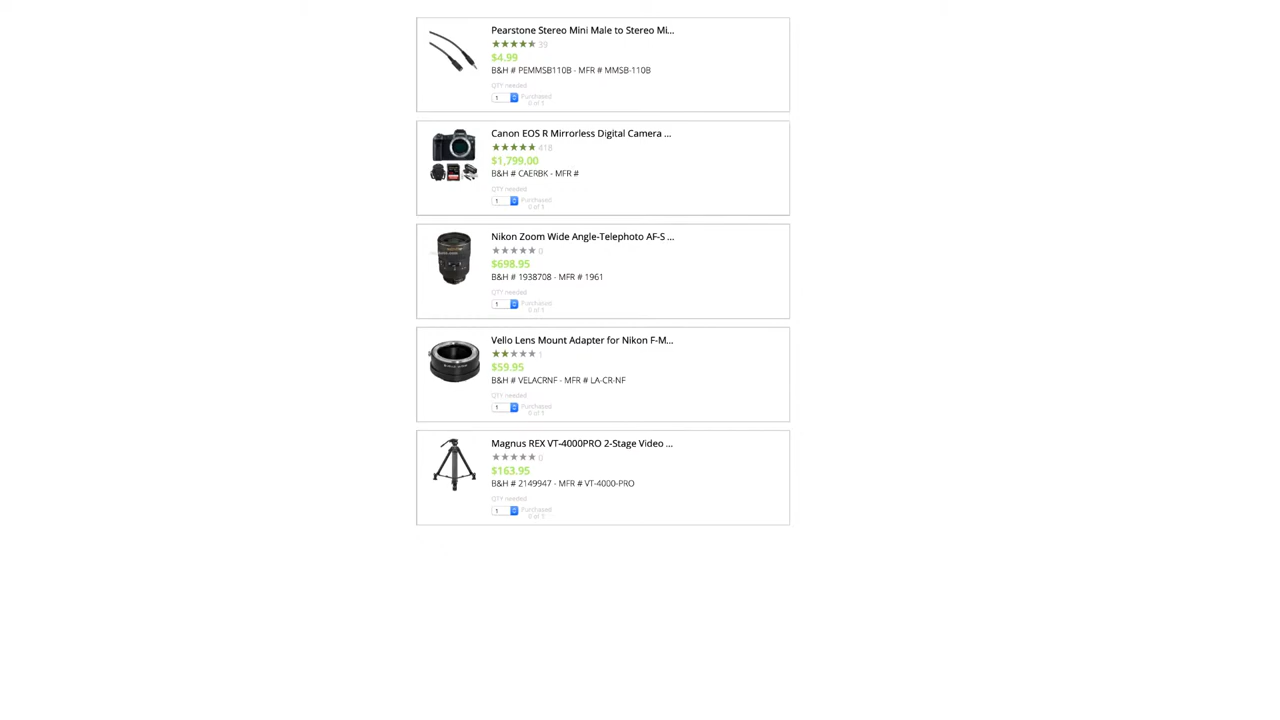 Pearstone Stereo Mini Male to Stereo Mi...
39
$4.99
B&H # PEMMSB110B - MFR # MMSB-110B
QTY needed
1 Purchased
0 of 1
Canon EOS R Mirrorless Digital Camera ...
418
$1,799.00
B&H # CAERBK - MFR #
QTY needed
1 Purchased
0 of 1
Nikon Zoom Wide Angle-Telephoto AF-S ...
0
$698.95
B&H # 1938708 - MFR # 1961
QTY needed
1 Purchased
0 of 1
Vello Lens Mount Adapter for Nikon F-M...
1
$59.95
B&H # VELACRNF - MFR # LA-CR-NF
QTY needed
1 Purchased
0 of 1
Magnus REX VT-4000PRO 2-Stage Video ...
0
$163.95
B&H # 2149947 - MFR # VT-4000-PRO
QTY needed
1 Purchased
0 of 1